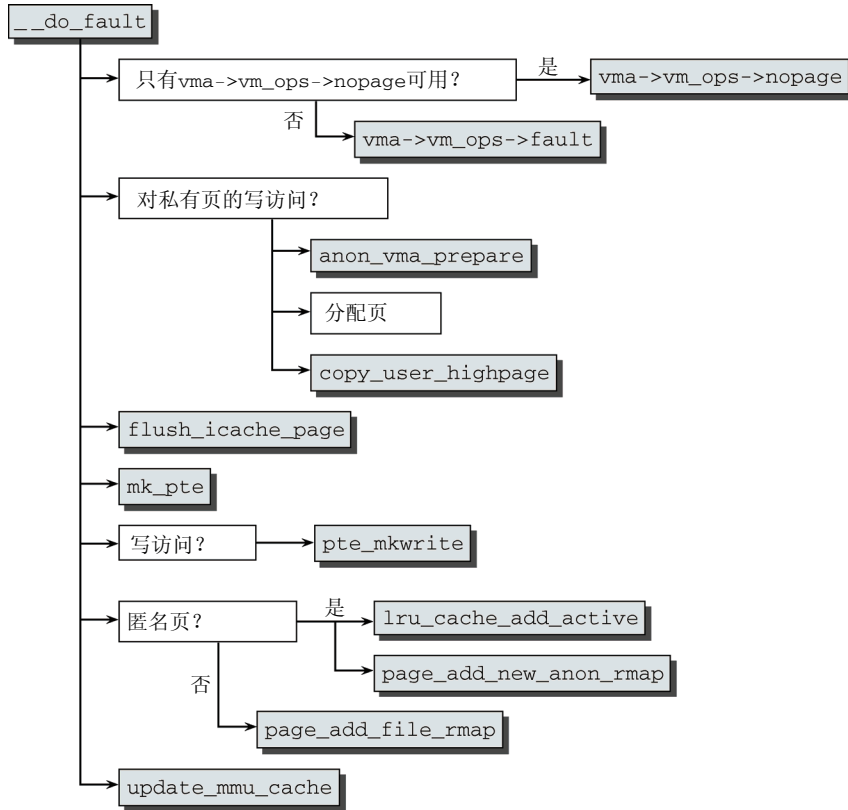 __do_fault
只有vma->vm_ops->nopage可用？
是
vma->vm_ops->nopage
否
vma->vm_ops->fault
对私有页的写访问？
anon_vma_prepare
分配页
copy_user_highpage
flush_icache_page
mk_pte
写访问？
pte_mkwrite
匿名页？
是
lru_cache_add_active
page_add_new_anon_rmap
否
page_add_file_rmap
update_mmu_cache